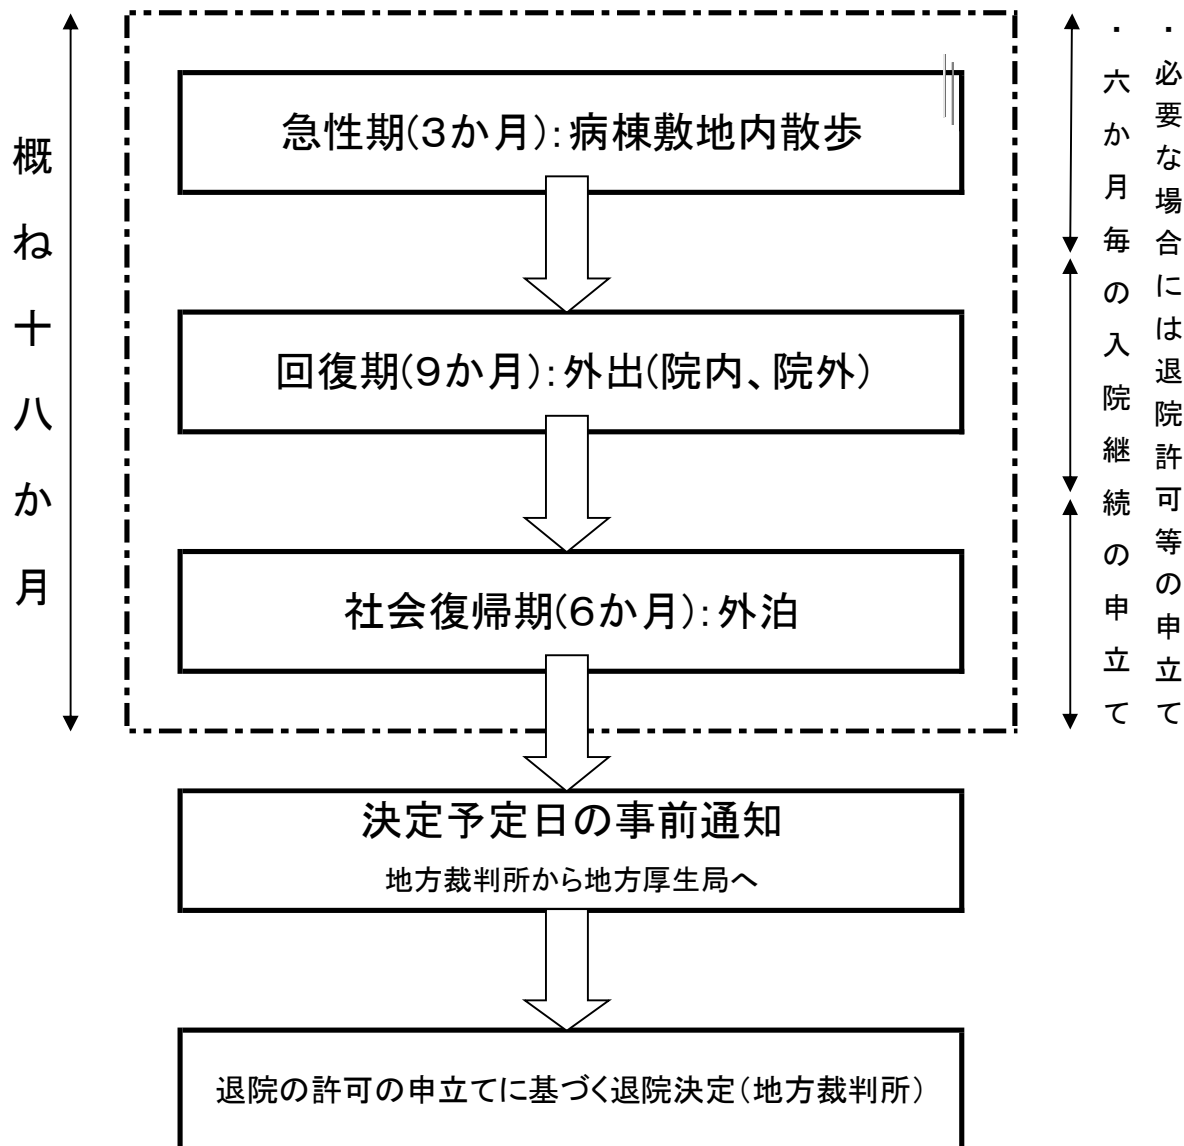 概ね十八か月
急性期(3か月):病棟敷地内散歩
回復期(9か月):外出(院内、院外)
社会復帰期(6か月):外泊
決定予定日の事前通知
地方裁判所から地方厚生局へ
退院の許可の申立てに基づく退院決定(地方裁判所)
・必要な場合には退院許可等の申立て
・六か月毎の入院継続の申立て